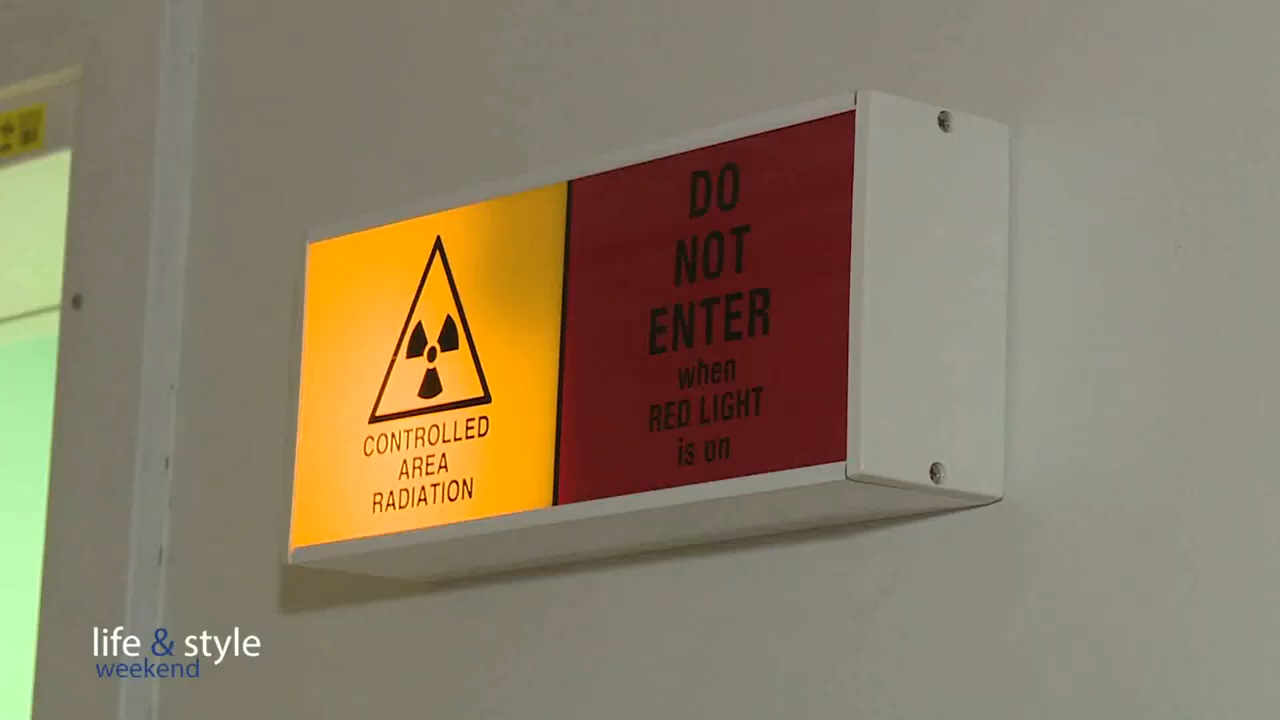 CONTROLLED
AREA
RADIATION
DO
NOT
ENTER
when
RED LIGHT
is on
life & style
weekend